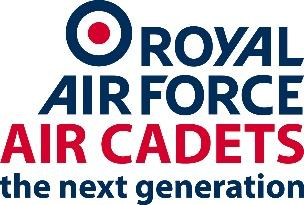 ROYAL
AIR FORCE
AIR CADETS
the next generation